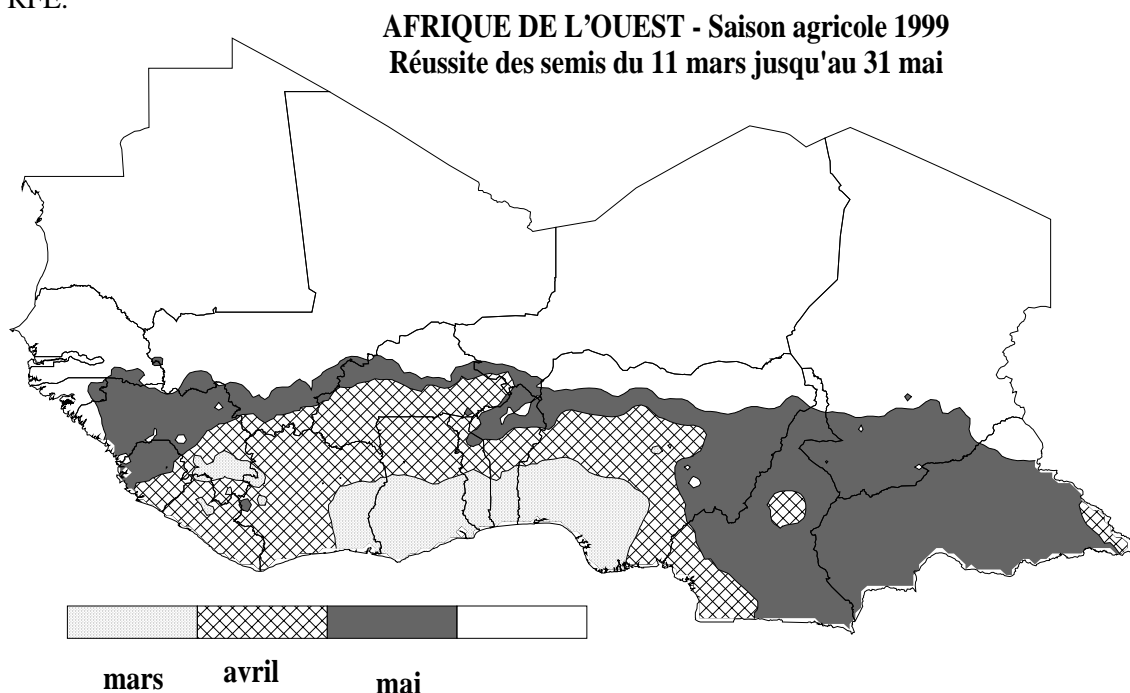 RFE.
AFRIQUE DE L’OUEST - Saison agricole 1999
Réussite des semis du 11 mars jusqu'au 31 mai
mars avril mai